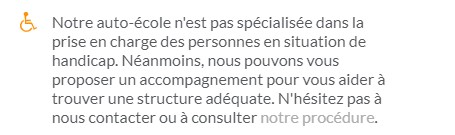 Notre auto-école n'est pas spécialisée dans la
prise en charge des personnes en situation de
handicap. Néanmoins, nous pouvons vous
proposer un accompagnement pour vous aider à
trouver une structure adéquate. N'hésitez pas à
nous contacter ou à consulter notre procédure.